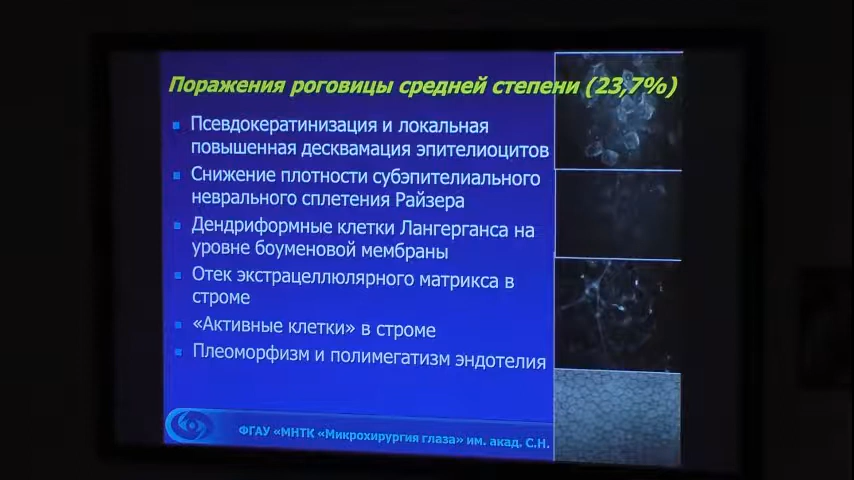 Поражения роговицы средней степени (23,7%)
Псевдокератинизация и локальная
повышенная десквамация эпителиоцитов
Снижение плотности субэпителиального
неврального сплетения Райзера
Дендриформные клетки Лангерганса на
уровне боуменовой мембраны
Отек экстрацеллюлярного матрикса в
строме
«Активные клетки» в строме
Плеоморфизм и полимегатизм эндотелия
ФГАУ «МНТК «Микрохирургия глаза» им. акад. С.Н.